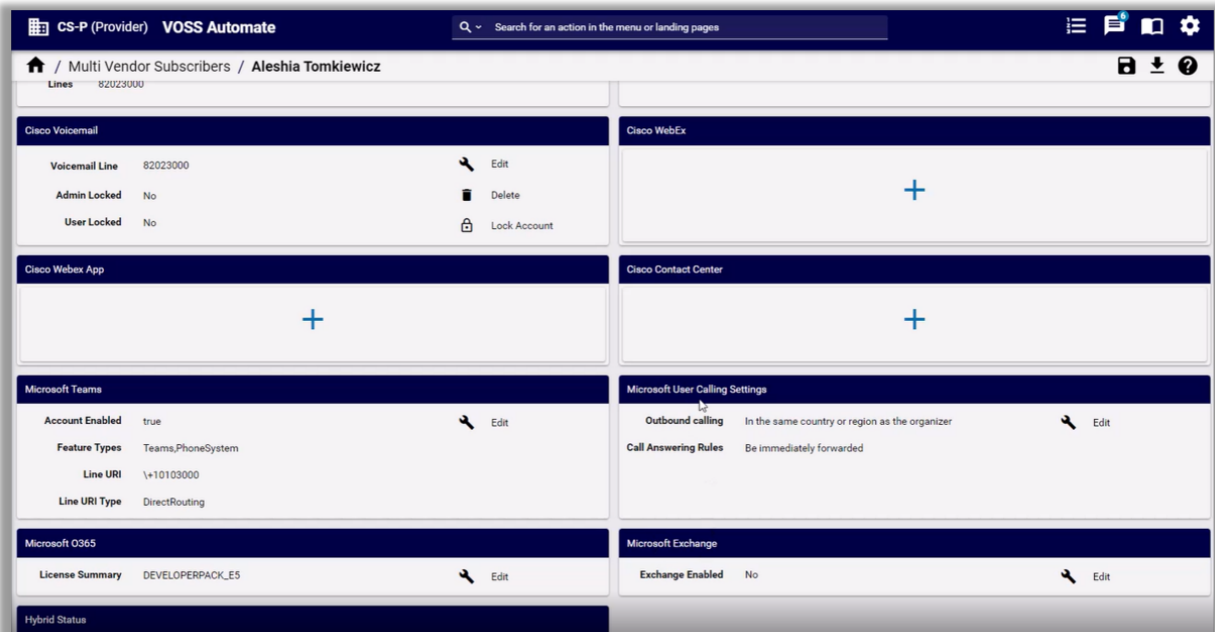 CS-P (Provider) VOSS Automate
Search for an action in the menu or landing pages
6
/ Multi Vendor Subscribers / Aleshia Tomkiewicz
Lines 82023000
Cisco Voicemail
Voicemail Line 82023000 Edit
Admin Locked No Delete
User Locked No Lock Account
Cisco WebEx
+
Cisco Webex App
+
Cisco Contact Center
+
Microsoft Teams
Account Enabled true Edit
Feature Types Teams,PhoneSystem
Line URI \+10103000
Line URI Type DirectRouting
Microsoft User Calling Settings
Outbound calling In the same country or region as the organizer Edit
Call Answering Rules Be immediately forwarded
Microsoft O365
License Summary DEVELOPERPACK_E5 Edit
Microsoft Exchange
Exchange Enabled No Edit
Hybrid Status